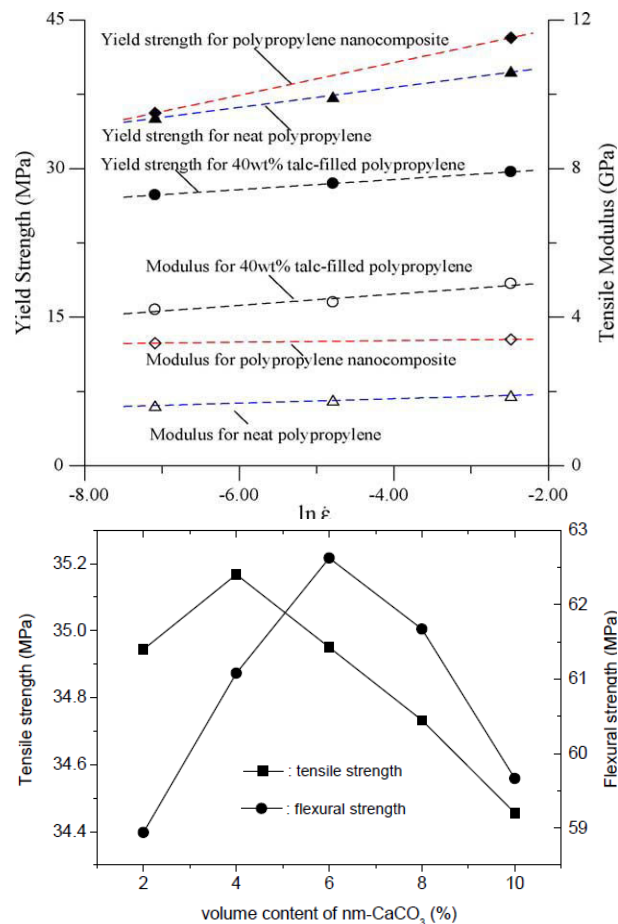 45
12
Yield strength for polypropylene nanocomposite
Yield strength for neat polypropylene
Yield strength for 40wt% talc-filled polypropylene
30
8
Yield Strength (MPa)
Tensile Modulus (GPa)
Modulus for 40wt% talc-filled polypropylene
15
4
Modulus for polypropylene nanocomposite
Modulus for neat polypropylene
0
0
-8.00
-6.00
-4.00
-2.00
ln ε̇
63
35.2
62
35.0
Tensile strength (MPa)
Flexural strength (MPa)
34.8
61
34.6
60
: tensile strength
: flexural strength
34.4
59
2
4
6
8
10
volume content of nm-CaCO₃ (%)